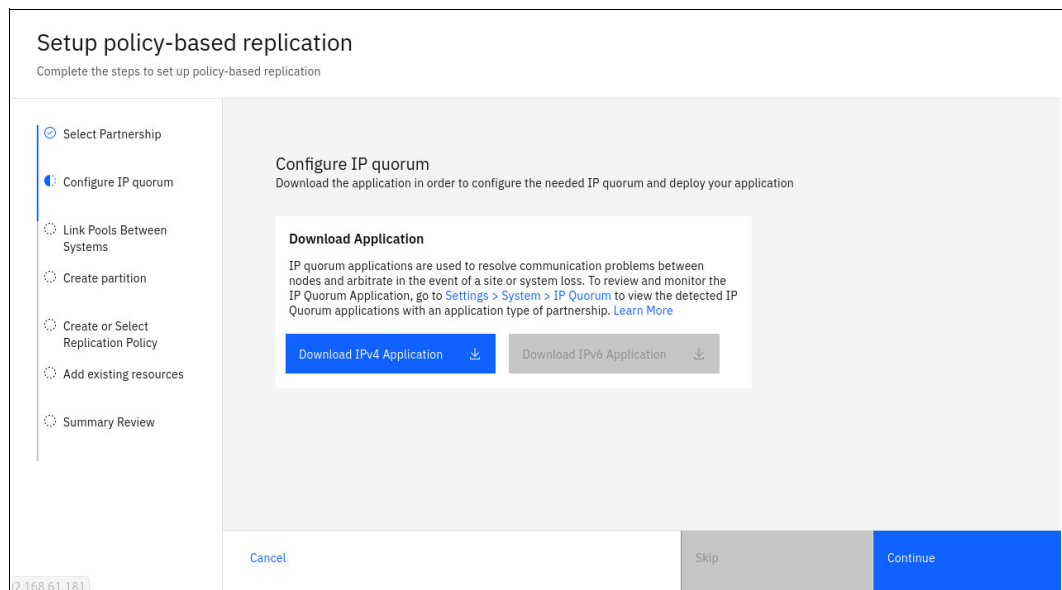 Setup policy-based replication
Complete the steps to set up policy-based replication
Select Partnership
Configure IP quorum
Link Pools Between
Systems
Create partition
Create or Select
Replication Policy
Add existing resources
Summary Review
Configure IP quorum
Download the application in order to configure the needed IP quorum and deploy your application
Download Application
IP quorum applications are used to resolve communication problems between
nodes and arbitrate in the event of a site or system loss. To review and monitor the
IP Quorum Application, go to Settings > System > IP Quorum to view the detected IP
Quorum applications with an application type of partnership. Learn More
Download IPv4 Application
Download IPv6 Application
Cancel
Skip
Continue
2.168.61.181